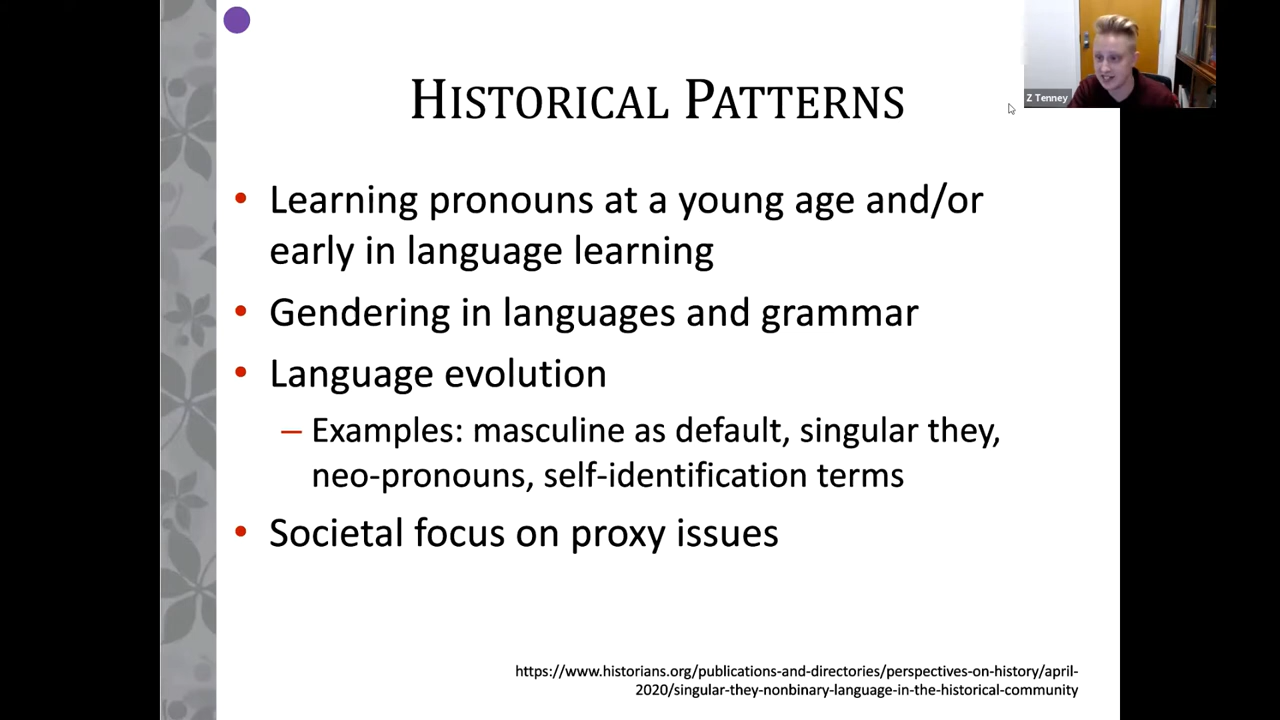 Z Tenney
HISTORICAL PATTERNS
• Learning pronouns at a young age and/or
early in language learning
• Gendering in languages and grammar
• Language evolution
– Examples: masculine as default, singular they,
neo-pronouns, self-identification terms
• Societal focus on proxy issues
https://www.historians.org/publications-and-directories/perspectives-on-history/april-
2020/singular-they-nonbinary-language-in-the-historical-community